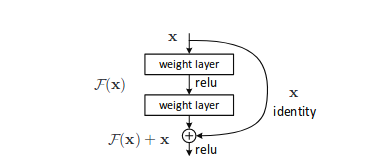 x
weight layer
relu
F(x)
weight layer
x
identity
F(x) + x
relu